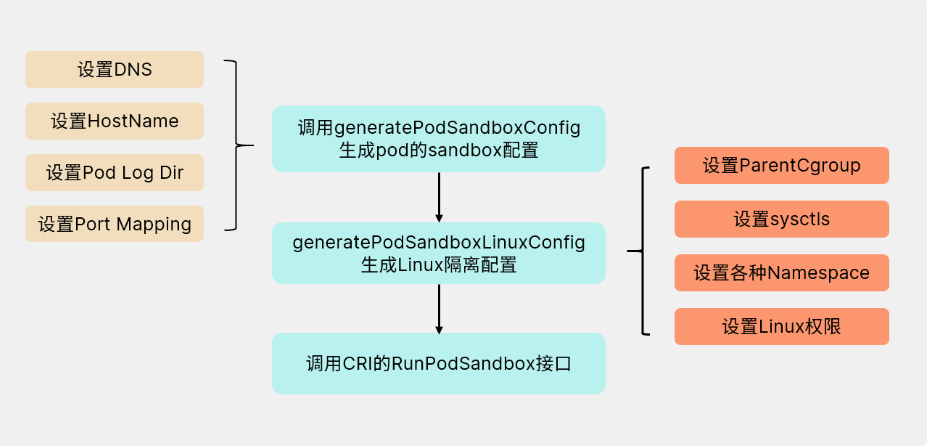 设置DNS
设置HostName
设置Pod Log Dir
设置Port Mapping
调用generatePodSandboxConfig
生成pod的sandbox配置
generatePodSandboxLinuxConfig
生成Linux隔离配置
调用CRI的RunPodSandbox接口
设置ParentCgroup
设置sysctls
设置各种Namespace
设置Linux权限